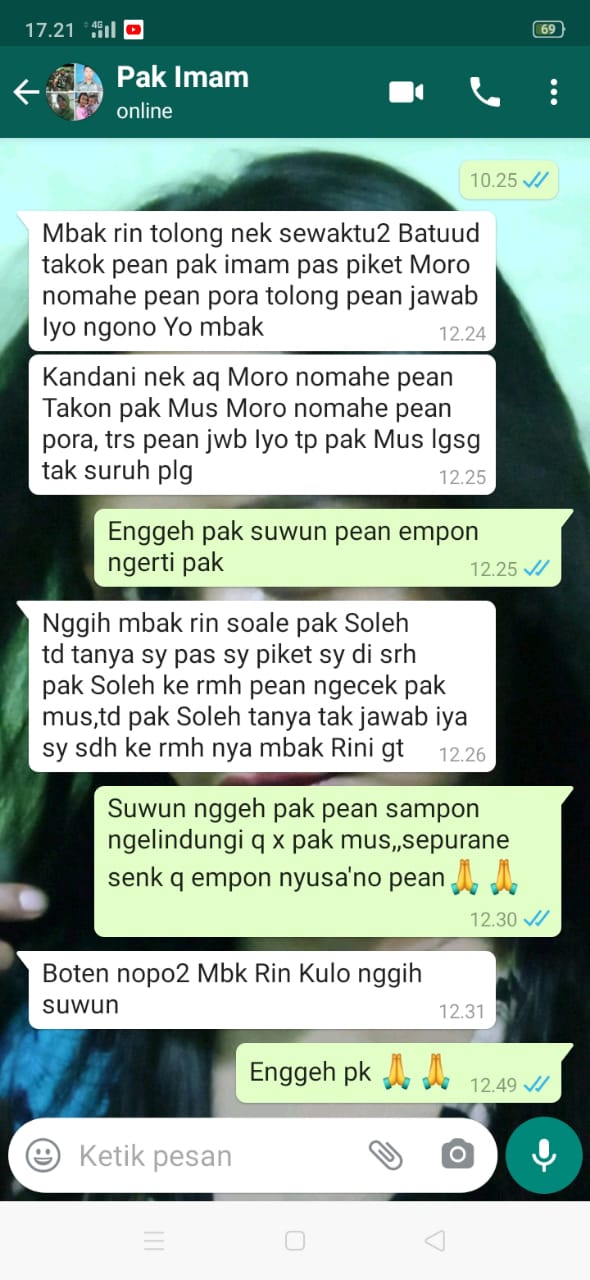 17.21 4G 69
Pak Imam
online
10.25
Mbak rin tolong nek sewaktu2 Batuud
takok pean pak imam pas piket Moro
nomahe pean pora tolong pean jawab
Iyo ngono Yo mbak 12.24
Kandani nek aq Moro nomahe pean
Takon pak Mus Moro nomahe pean
pora, trs pean jwb Iyo tp pak Mus lgsg
tak suruh plg 12.25
Enggeh pak suwun pean empon
ngerti pak 12.25
Nggih mbak rin soale pak Soleh
td tanya sy pas sy piket sy di srh
pak Soleh ke rmh pean ngecek pak
mus,td pak Soleh tanya tak jawab iya
sy sdh ke rmh nya mbak Rini gt 12.26
Suwun nggeh pak pean sampon
ngelindungi q x pak mus,,sepurane
senk q empon nyusa'no pean🙏 🙏
12.30
Boten nopo2 Mbk Rin Kulo nggih
suwun 12.31
Enggeh pk 🙏 🙏 12.49
Ketik pesan